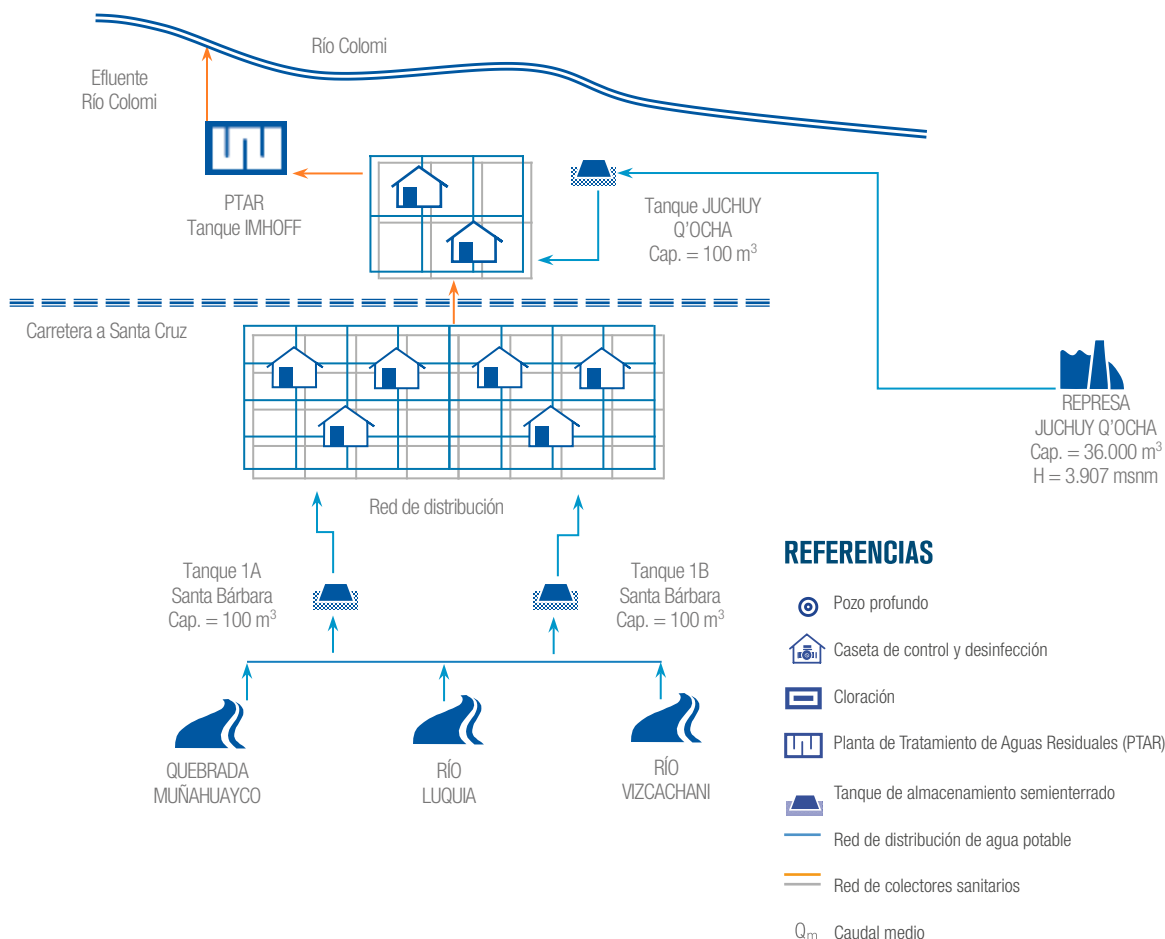 Río Colomi
Efluente
Río Colomi
PTAR
Tanque IMHOFF
Tanque JUCHUY
Q'OCHA
Cap. = 100 m³
Carretera a Santa Cruz
REPRESA
JUCHUY Q'OCHA
Cap. = 36.000 m³
H = 3.907 msnm
Red de distribución
Tanque 1A
Santa Bárbara
Cap. = 100 m³
Tanque 1B
Santa Bárbara
Cap. = 100 m³
QUEBRADA
MUÑAHUAYCO
RÍO
LUQUIA
RÍO
VIZCACHANI
REFERENCIAS
Pozo profundo
Caseta de control y desinfección
Cloración
Planta de Tratamiento de Aguas Residuales (PTAR)
Tanque de almacenamiento semienterrado
Red de distribución de agua potable
Red de colectores sanitarios
Qm Caudal medio